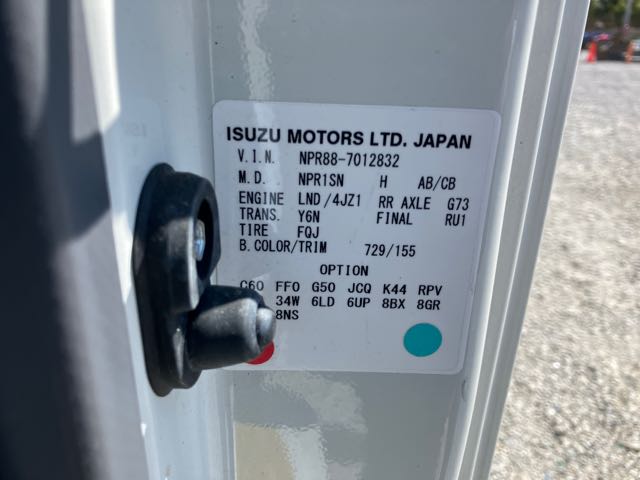 ISUZU MOTORS LTD. JAPAN
V.I.N. NPR88-7012832
M.D. NPR1SN H AB/CB
ENGINE LND/4JZ1 RR AXLE G73
TRANS. Y6N FINAL RU1
TIRE FQJ
B.COLOR/TRIM 729/155
OPTION
C60 FF0 G50 JCQ K44 RPV
34W 6LD 6UP 8BX 8GR
8NS